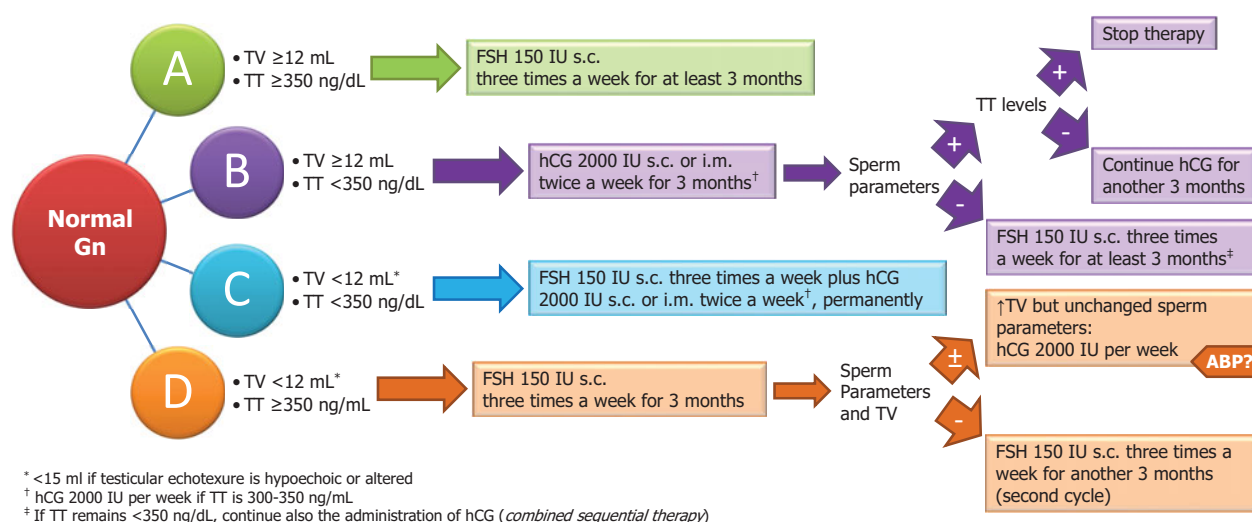 Normal
Gn
A
• TV ≥12 mL
• TT ≥350 ng/dL
FSH 150 IU s.c.
three times a week for at least 3 months
B
• TV ≥12 mL
• TT <350 ng/dL
hCG 2000 IU s.c. or i.m.
twice a week for 3 months†
Sperm
parameters
+
-
TT levels
+
-
Stop therapy
Continue hCG for
another 3 months
FSH 150 IU s.c. three times
a week for at least 3 months‡
C
• TV <12 mL*
• TT <350 ng/dL
FSH 150 IU s.c. three times a week plus hCG
2000 IU s.c. or i.m. twice a week†, permanently
D
• TV <12 mL*
• TT ≥350 ng/mL
FSH 150 IU s.c.
three times a week for 3 months
Sperm
Parameters
and TV
±
-
↑TV but unchanged sperm
parameters:
hCG 2000 IU per week
ABP?
FSH 150 IU s.c. three times a
week for another 3 months
(second cycle)
* <15 ml if testicular echotexure is hypoechoic or altered
† hCG 2000 IU per week if TT is 300-350 ng/mL
‡ If TT remains <350 ng/dL, continue also the administration of hCG (combined sequential therapy)